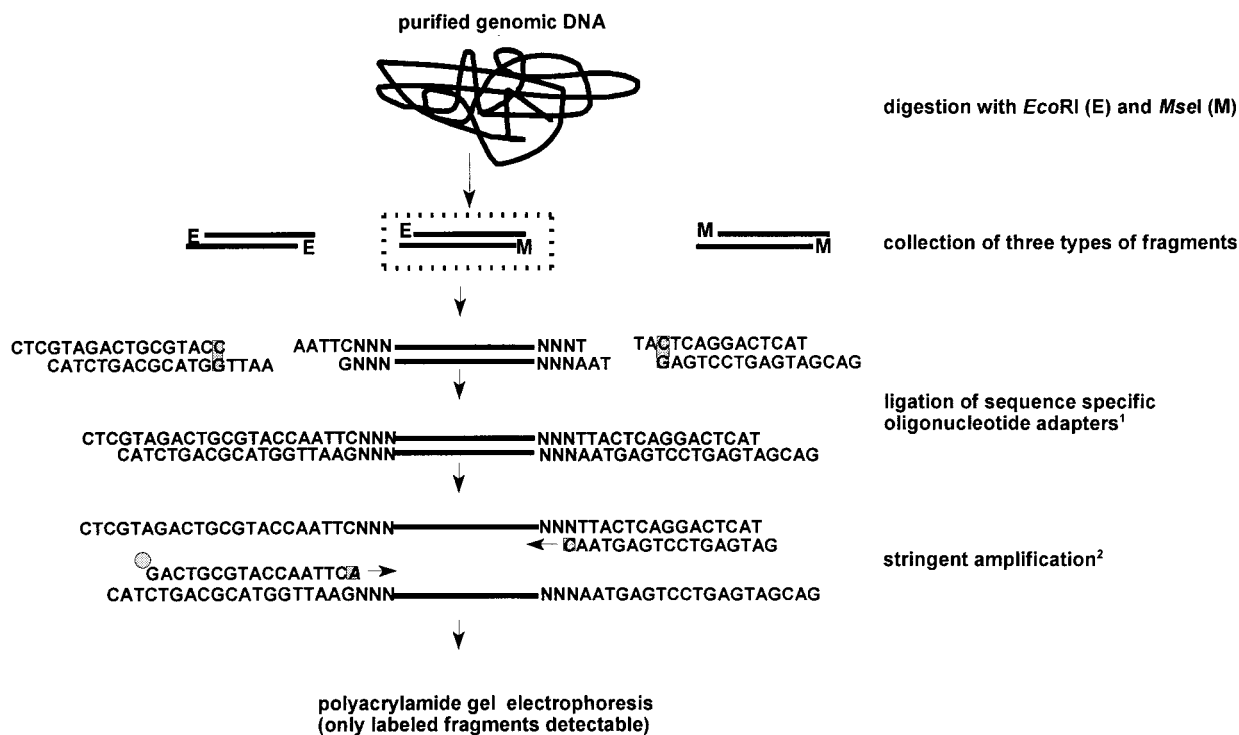 purified genomic DNA
digestion with EcoRI (E) and MseI (M)
E E
E M
M M
collection of three types of fragments
CTCGTAGACTGCGTACC
CATCTGACGCATGGTTAA
AATTCNNN NNNT
GNNN NNNAAT
TACTCAGGACTCAT
GAGTCCTGAGTAGCAG
ligation of sequence specific
oligonucleotide adapters¹
CTCGTAGACTGCGTACCAATTCNNN NNNTTACTCAGGACTCAT
CATCTGACGCATGGTTAAGNNN NNNAATGAGTCCTGAGTAGCAG
CTCGTAGACTGCGTACCAATTCNNN NNNTTACTCAGGACTCAT
CAATGAGTCCTGAGTAG
stringent amplification²
GACTGCGTACCAATTCA
CATCTGACGCATGGTTAAGNNN NNNAATGAGTCCTGAGTAGCAG
polyacrylamide gel electrophoresis
(only labeled fragments detectable)